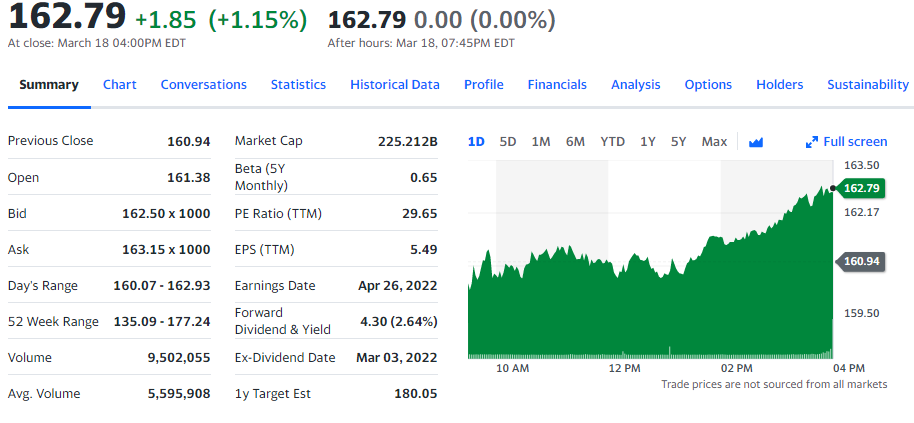 162.79 +1.85 (+1.15%) 162.79 0.00 (0.00%)
At close: March 18 04:00PM EDT After hours: Mar 18, 07:45PM EDT
Summary Chart Conversations Statistics Historical Data Profile Financials Analysis Options Holders Sustainability
Previous Close 160.94
Open 161.38
Bid 162.50 x 1000
Ask 163.15 x 1000
Day's Range 160.07 - 162.93
52 Week Range 135.09 - 177.24
Volume 9,502,055
Avg. Volume 5,595,908
Market Cap 225.212B
Beta (5Y
Monthly) 0.65
PE Ratio (TTM) 29.65
EPS (TTM) 5.49
Earnings Date Apr 26, 2022
Forward
Dividend & Yield 4.30 (2.64%)
Ex-Dividend Date Mar 03, 2022
1y Target Est 180.05
1D 5D 1M 6M YTD 1Y 5Y Max Full screen
163.50
162.79
162.17
160.94
159.50
10 AM 12 PM 02 PM 04 PM
Trade prices are not sourced from all markets